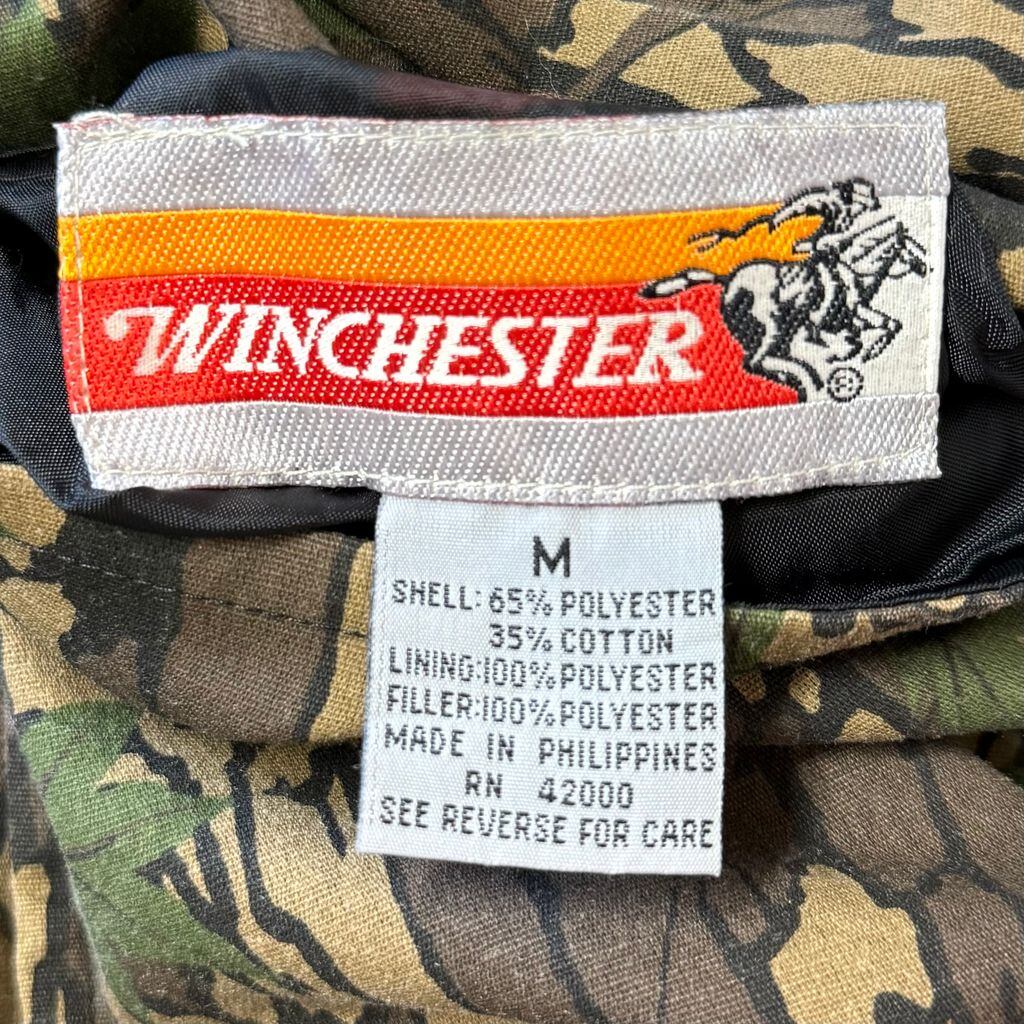 WINCHESTER
®
M
SHELL: 65% POLYESTER
35% COTTON
LINING:100% POLYESTER
FILLER:100% POLYESTER
MADE IN PHILIPPINES
RN 42000
SEE REVERSE FOR CARE